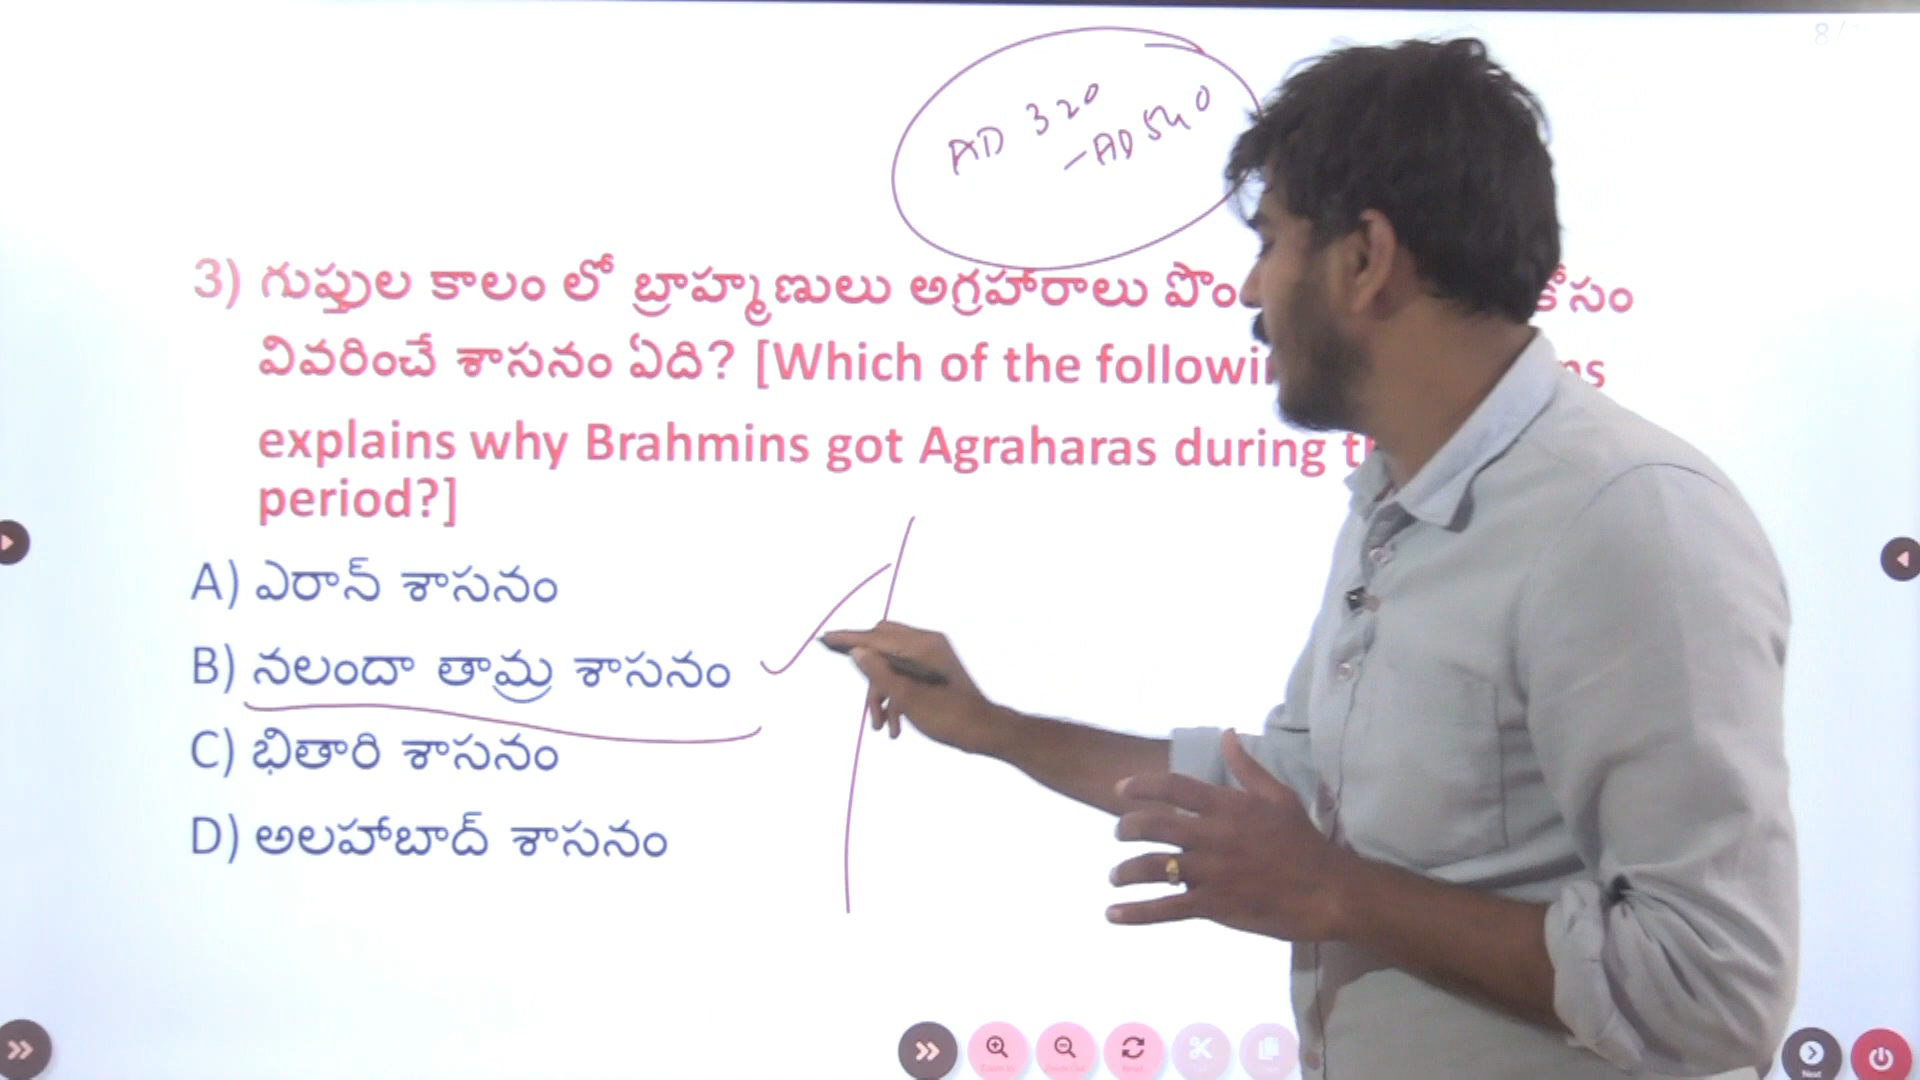 AD 320
- AD 540
3) గుప్తుల కాలం లో బ్రాహ్మణులు అగ్రహారాలు కోసం
వివరించే శాసనం ఏది? [Which of the
explains why Brahmins got Agraharas during
period?]
A) ఎరాన్ శాసనం
B) నలందా తామ్ర శాసనం
C) భితారి శాసనం
D) అలహాబాద్ శాసనం
Next